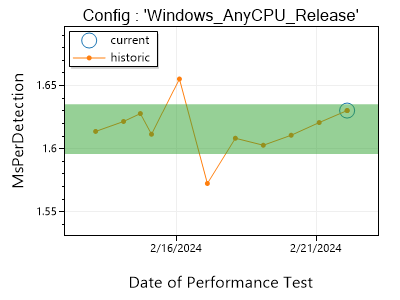 Config : 'Windows_AnyCPU_Release'
current
historic
MsPerDetection
1.65
1.6
1.55
2/16/2024
2/21/2024
Date of Performance Test